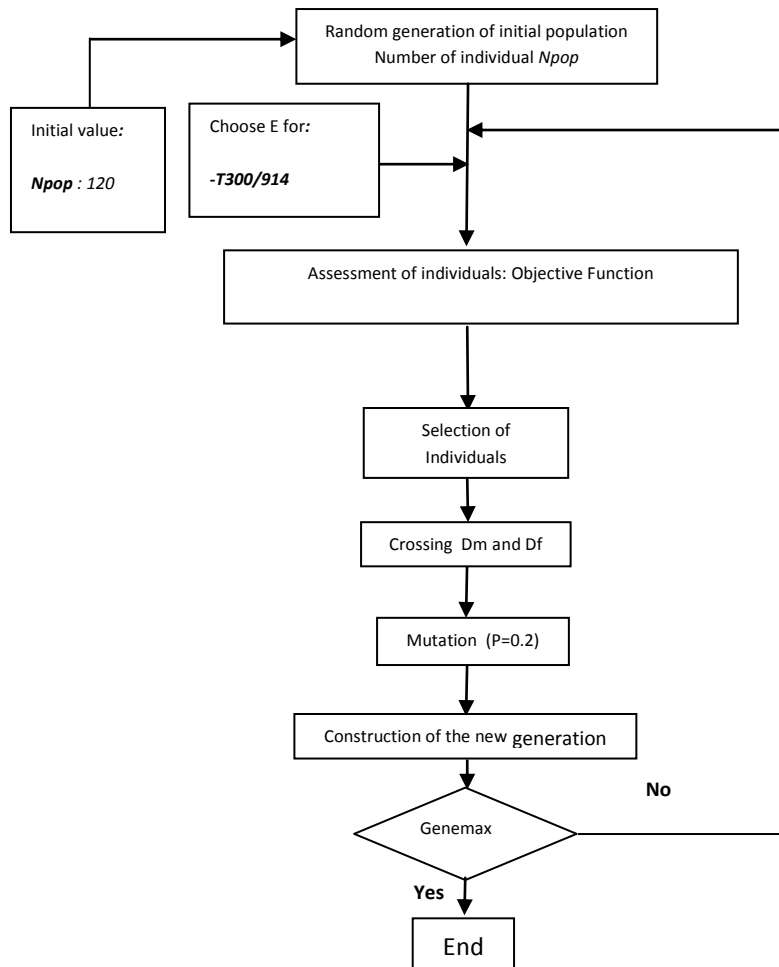 Random generation of initial population
Number of individual Npop
Initial value:
Npop : 120
Choose E for:
-T300/914
Assessment of individuals: Objective Function
Selection of
Individuals
Crossing Dm and Df
Mutation (P=0.2)
Construction of the new generation
No
Genemax
Yes
End